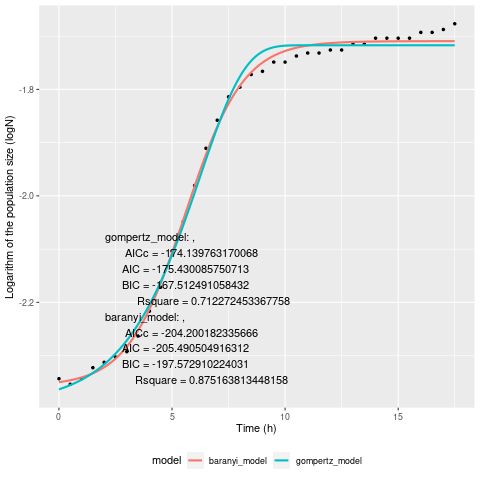 Logarithm of the population size (logN)
-1.8
-2.0
-2.2
gompertz_model: ,
AICc = -174.139763170068
AIC = -175.430085750713
BIC = -167.512491058432
Rsquare = 0.712272453367758
baranyi_model: ,
AICc = -204.200182335666
AIC = -205.490504916312
BIC = -197.572910224031
Rsquare = 0.875163813448158
0 5 10 15
Time (h)
model baranyi_model gompertz_model